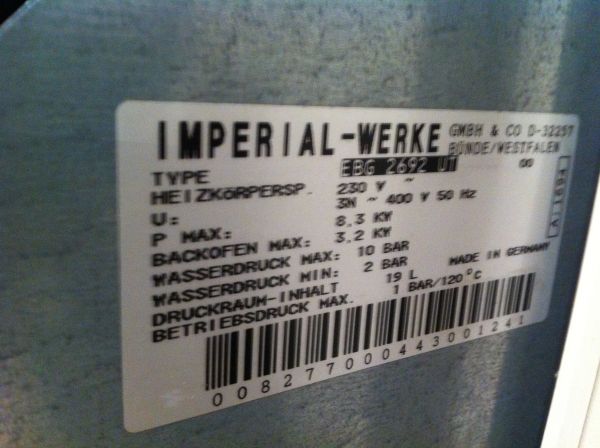 IMPERIAL-WERKE GMBH & CO D-32257
BÜNDE/WESTFALEN
TYPE EBG 2692 UT 00
HEIZKÖRPERSP. 230 V ~
U: 3N ~ 400 V 50 Hz
P MAX: 8,3 KW
BACKOFEN MAX: 3,2 KW
WASSERDRUCK MAX: 10 BAR
WASSERDRUCK MIN: 2 BAR MADE IN GERMANY
DRUCKRAUM-INHALT 19 L
BETRIEBSDRUCK MAX. 1 BAR/120°C
008277000443001241